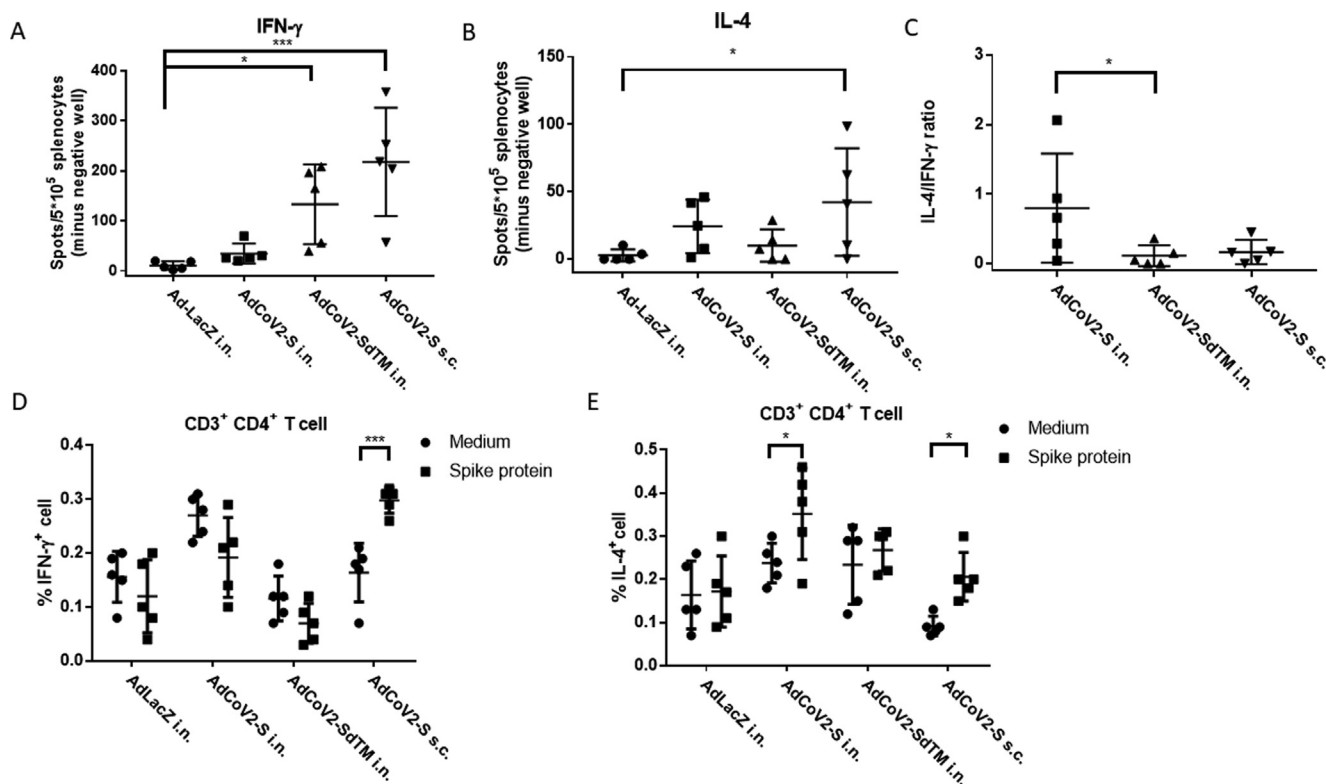 A
IFN-γ
***
*
Spots/5*10⁵ splenocytes
(minus negative well)
400
300
200
100
0
Ad-LacZ i.n.
AdCoV2-S i.n.
AdCoV2-SdTM i.n.
AdCoV2-S s.c.
B
IL-4
*
Spots/5*10⁵ splenocytes
(minus negative well)
150
100
50
0
Ad-LacZ i.n.
AdCoV2-S i.n.
AdCoV2-SdTM i.n.
AdCoV2-S s.c.
C
*
IL-4/IFN-γ ratio
3
2
1
0
AdCoV2-S i.n.
AdCoV2-SdTM i.n.
AdCoV2-S s.c.
D
CD3⁺ CD4⁺ T cell
Medium
Spike protein
***
% IFN-γ⁺ cell
0.4
0.3
0.2
0.1
0.0
AdLacZ i.n.
AdCoV2-S i.n.
AdCoV2-SdTM i.n.
AdCoV2-S s.c.
E
CD3⁺ CD4⁺ T cell
Medium
Spike protein
*
*
% IL-4⁺ cell
0.5
0.4
0.3
0.2
0.1
0.0
AdLacZ i.n.
AdCoV2-S i.n.
AdCoV2-SdTM i.n.
AdCoV2-S s.c.